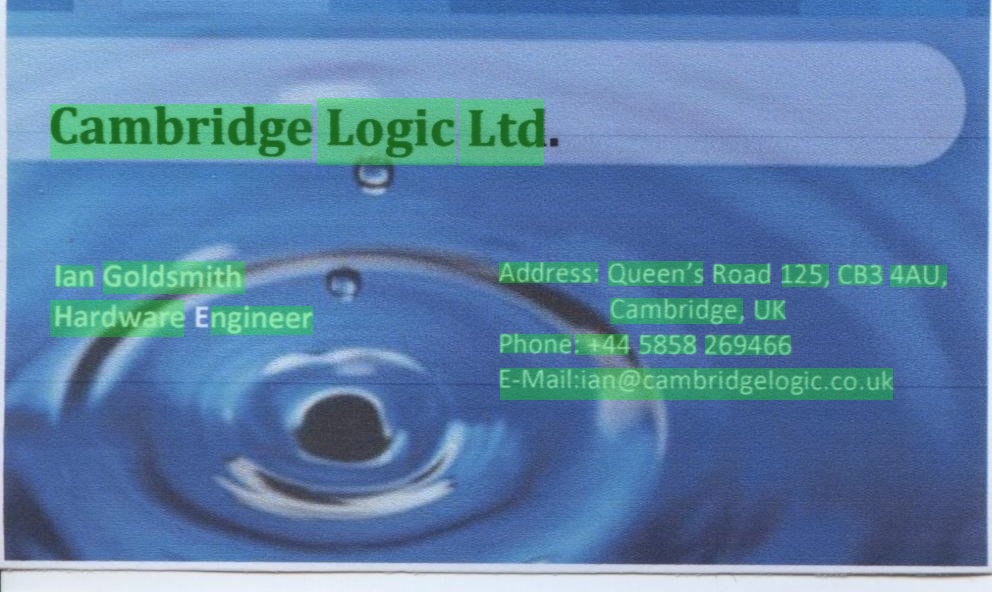 Cambridge Logic Ltd.
Ian Goldsmith
Hardware Engineer
Address: Queen's Road 125, CB3 4AU,
Cambridge, UK
Phone: +44 5858 269466
E-Mail:ian@cambridgelogic.co.uk